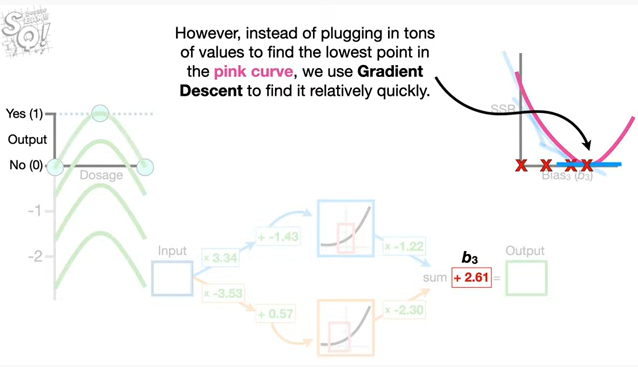 However, instead of plugging in tons
of values to find the lowest point in
the pink curve, we use Gradient
Descent to find it relatively quickly.
SQ!
SSR
Bias₃ (b₃)
Yes (1)
Output
No (0)
Dosage
-1
-2
Input
x 3.34
+ -1.43
x -1.22
x -3.53
+ 0.57
x -2.30
b₃
sum + 2.61 =
Output